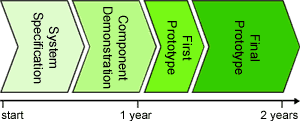 System
Specification
Component
Demonstration
First
Prototype
Final
Prototype
start
1 year
2 years